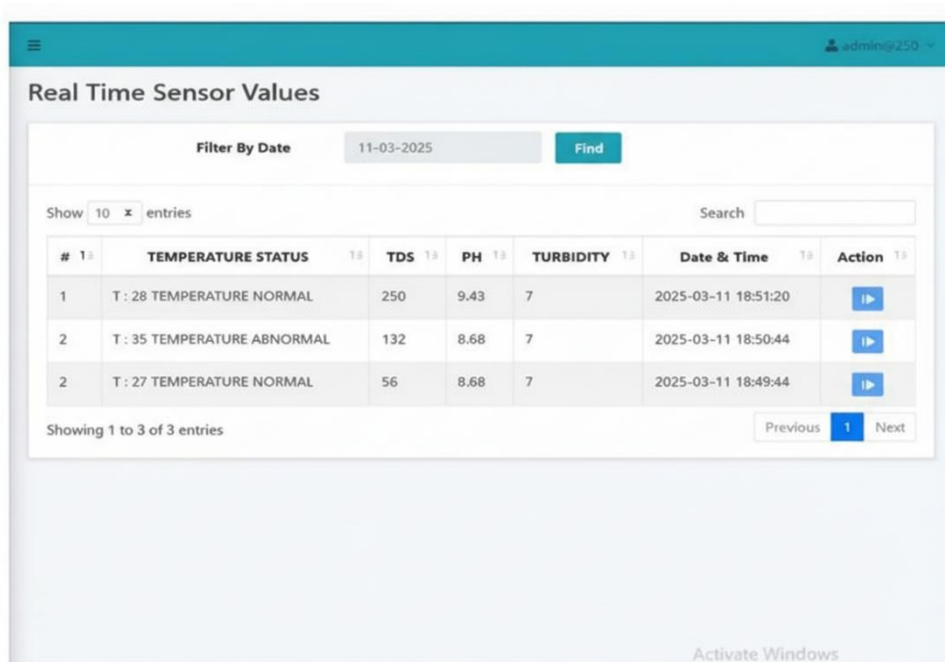 admin@250
Real Time Sensor Values
Filter By Date 11-03-2025 Find
Show 10 entries Search
# TEMPERATURE STATUS TDS PH TURBIDITY Date & Time Action
1 T : 28 TEMPERATURE NORMAL 250 9.43 7 2025-03-11 18:51:20
2 T : 35 TEMPERATURE ABNORMAL 132 8.68 7 2025-03-11 18:50:44
2 T : 27 TEMPERATURE NORMAL 56 8.68 7 2025-03-11 18:49:44
Showing 1 to 3 of 3 entries Previous 1 Next
Activate Windows